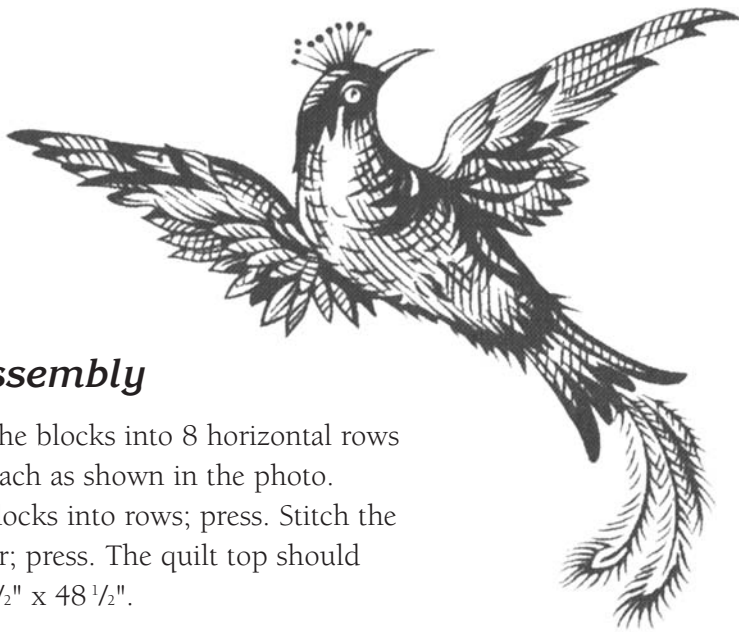 ssembly
he blocks into 8 horizontal rows
ach as shown in the photo.
locks into rows; press. Stitch the
r; press. The quilt top should
/2" x 48 1/2".